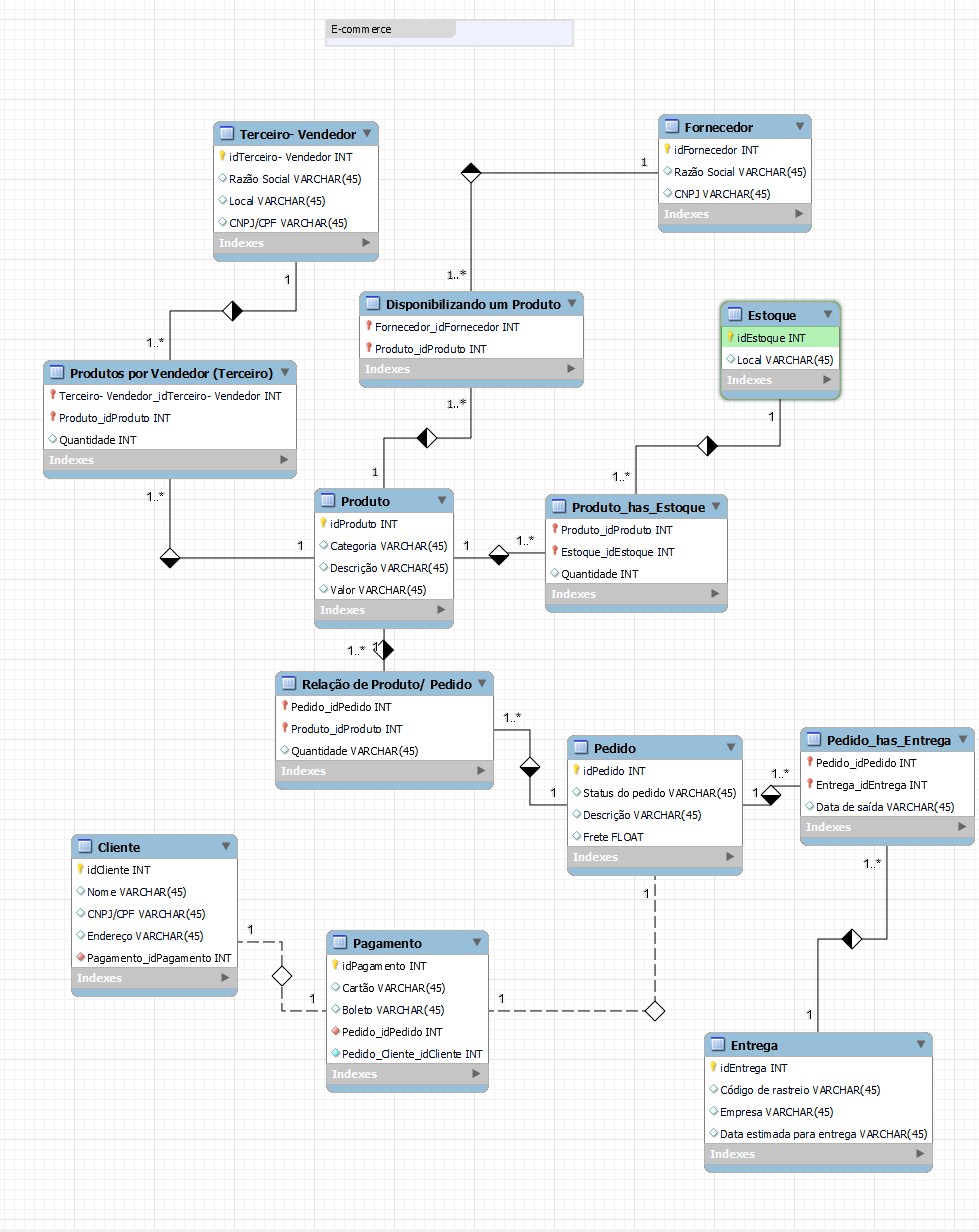 E-commerce
Terceiro- Vendedor
idTerceiro- Vendedor INT
Razão Social VARCHAR(45)
Local VARCHAR(45)
CNPJ/CPF VARCHAR(45)
Indexes
Fornecedor
idFornecedor INT
Razão Social VARCHAR(45)
CNPJ VARCHAR(45)
Indexes
1
1..*
1
1..*
Disponibilizando um Produto
Fornecedor_idFornecedor INT
Produto_idProduto INT
Indexes
Estoque
idEstoque INT
Local VARCHAR(45)
Indexes
Produtos por Vendedor (Terceiro)
Terceiro- Vendedor_idTerceiro- Vendedor INT
Produto_idProduto INT
Quantidade INT
Indexes
1..*
1
1..*
1
1
1..*
Produto
idProduto INT
Categoria VARCHAR(45)
Descrição VARCHAR(45)
Valor VARCHAR(45)
Indexes
1
1..*
Produto_has_Estoque
Produto_idProduto INT
Estoque_idEstoque INT
Quantidade INT
Indexes
1..*
1
Relação de Produto/ Pedido
Pedido_idPedido INT
Produto_idProduto INT
Quantidade VARCHAR(45)
Indexes
1..*
1
Pedido
idPedido INT
Status do pedido VARCHAR(45)
Descrição VARCHAR(45)
Frete FLOAT
Indexes
1
1..*
Pedido_has_Entrega
Pedido_idPedido INT
Entrega_idEntrega INT
Data de saída VARCHAR(45)
Indexes
Cliente
idCliente INT
Nome VARCHAR(45)
CNPJ/CPF VARCHAR(45)
Endereço VARCHAR(45)
Pagamento_idPagamento INT
Indexes
1
1
Pagamento
idPagamento INT
Cartão VARCHAR(45)
Boleto VARCHAR(45)
Pedido_idPedido INT
Pedido_Cliente_idCliente INT
Indexes
1
1
1..*
1
Entrega
idEntrega INT
Código de rastreio VARCHAR(45)
Empresa VARCHAR(45)
Data estimada para entrega VARCHAR(45)
Indexes